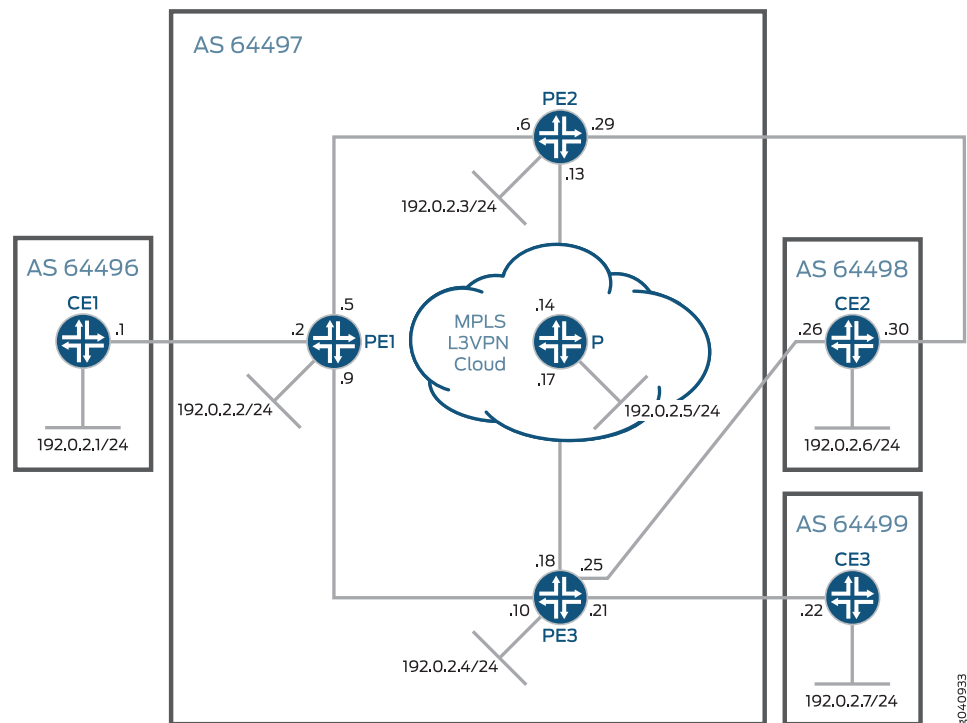 AS 64497
PE2
.6
.29
.13
192.0.2.3/24
AS 64496
CE1
.1
192.0.2.1/24
.5
.2
PE1
.9
192.0.2.2/24
MPLS
L3VPN
Cloud
.14
P
.17
192.0.2.5/24
AS 64498
CE2
.26
.30
192.0.2.6/24
.18
.25
.10
.21
PE3
192.0.2.4/24
AS 64499
CE3
.22
192.0.2.7/24
g040933